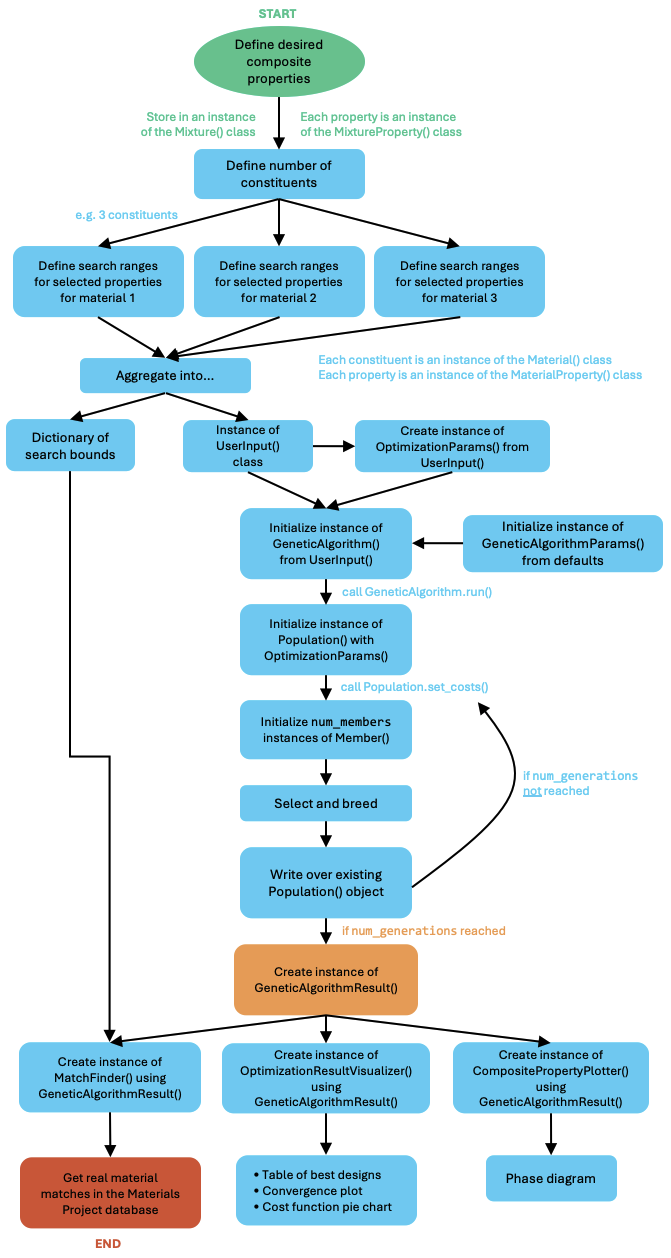 START
Define desired
composite
properties
Store in an instance
of the Mixture() class
Each property is an instance
of the MixtureProperty() class
Define number of
constituents
e.g. 3 constituents
Define search ranges
for selected properties
for material 1
Define search ranges
for selected properties
for material 2
Define search ranges
for selected properties
for material 3
Each constituent is an instance of the Material() class
Each property is an instance of the MaterialProperty() class
Aggregate into...
Dictionary of
search bounds
Instance of
UserInput()
class
Create instance of
OptimizationParams() from
UserInput()
Initialize instance of
GeneticAlgorithm()
from UserInput()
Initialize instance of
GeneticAlgorithmParams()
from defaults
call GeneticAlgorithm.run()
Initialize instance of
Population() with
OptimizationParams()
call Population.set_costs()
Initialize num_members
instances of Member()
if num_generations
not reached
Select and breed
Write over existing
Population() object
if num_generations reached
Create instance of
GeneticAlgorithmResult()
Create instance of
MatchFinder() using
GeneticAlgorithmResult()
Create instance of
OptimizationResultVisualizer()
using
GeneticAlgorithmResult()
Create instance of
CompositePropertyPlotter()
using
GeneticAlgorithmResult()
Get real material
matches in the Materials
Project database
• Table of best designs
• Convergence plot
• Cost function pie chart
Phase diagram
END